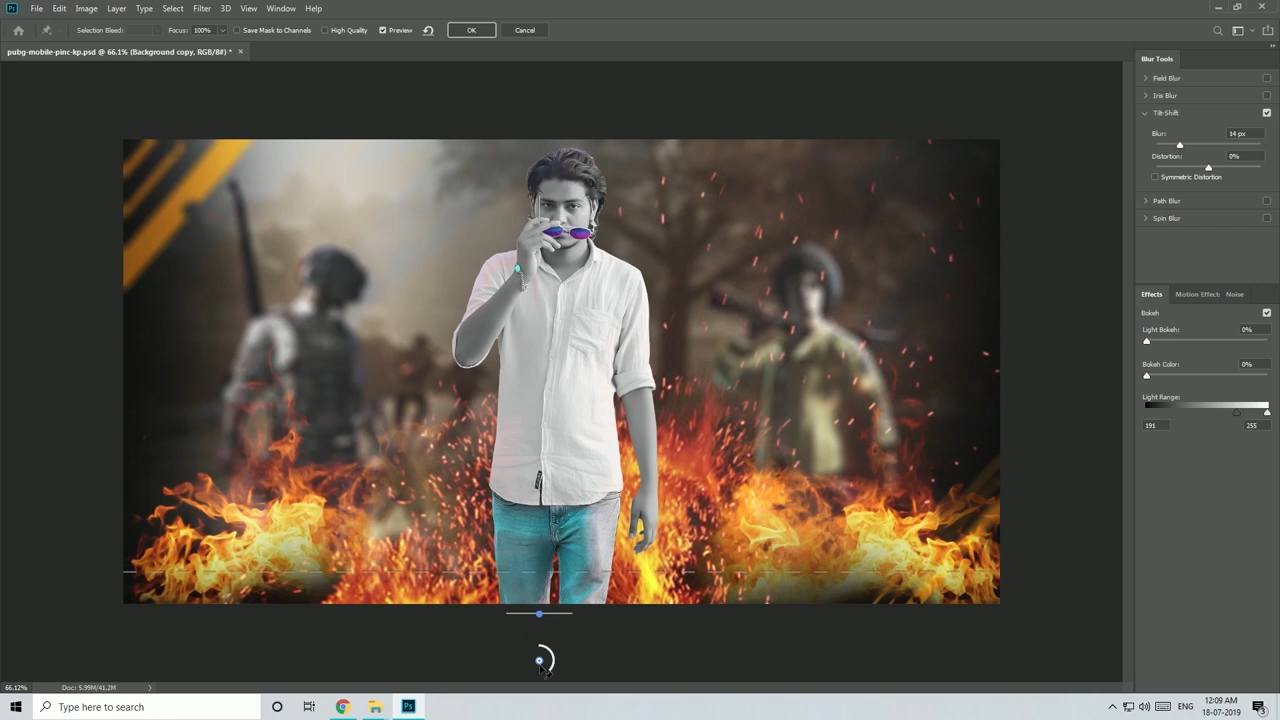 Ps File Edit Image Layer Type Select Filter 3D View Window Help
Selection Bleed: Focus: 100% Save Mask to Channels High Quality Preview OK Cancel
pubg-mobile-pinc-kp.psd @ 66.1% (Background copy, RGB/8#) * ×
Blur Tools
Field Blur
Iris Blur
Tilt-Shift
Blur: 14 px
Distortion: 0%
Symmetric Distortion
Path Blur
Spin Blur
Effects Motion Effect: Noise
Bokeh
Light Bokeh: 0%
Bokeh Color: 0%
Light Range:
191 255
66.12% Doc: 5.99M/41.2M
Type here to search
Ps
ENG
12:09 AM
18-07-2019
3